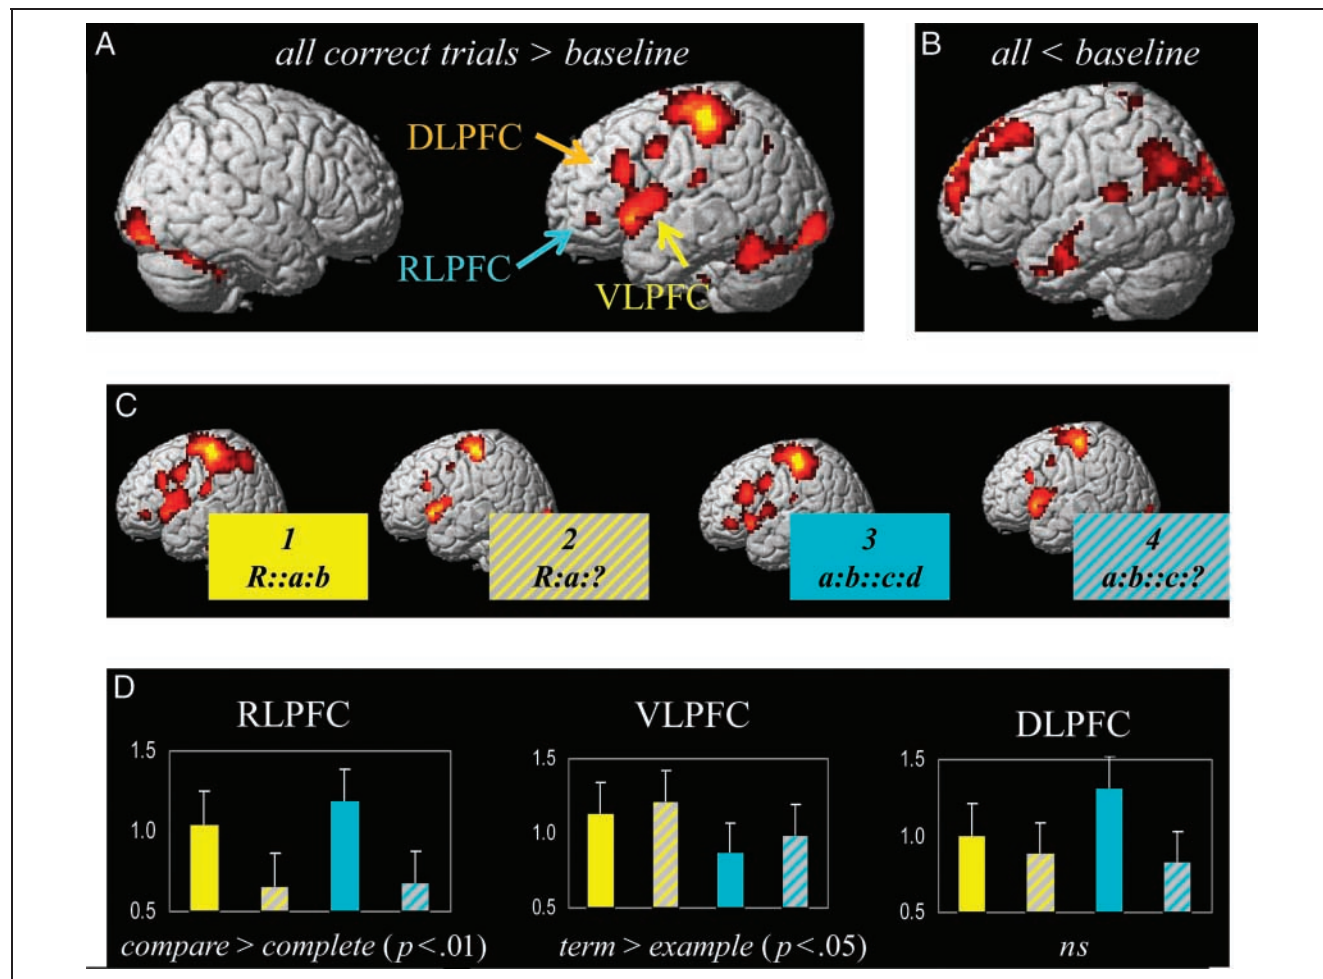 A
all correct trials > baseline
DLPFC
RLPFC
VLPFC
B
all < baseline
C
1
R::a:b
2
R:a:?
3
a:b::c:d
4
a:b::c:?
D
RLPFC
1.5
1.0
0.5
compare > complete (p<.01)
VLPFC
1.5
1.0
0.5
term > example (p<.05)
DLPFC
1.5
1.0
0.5
ns